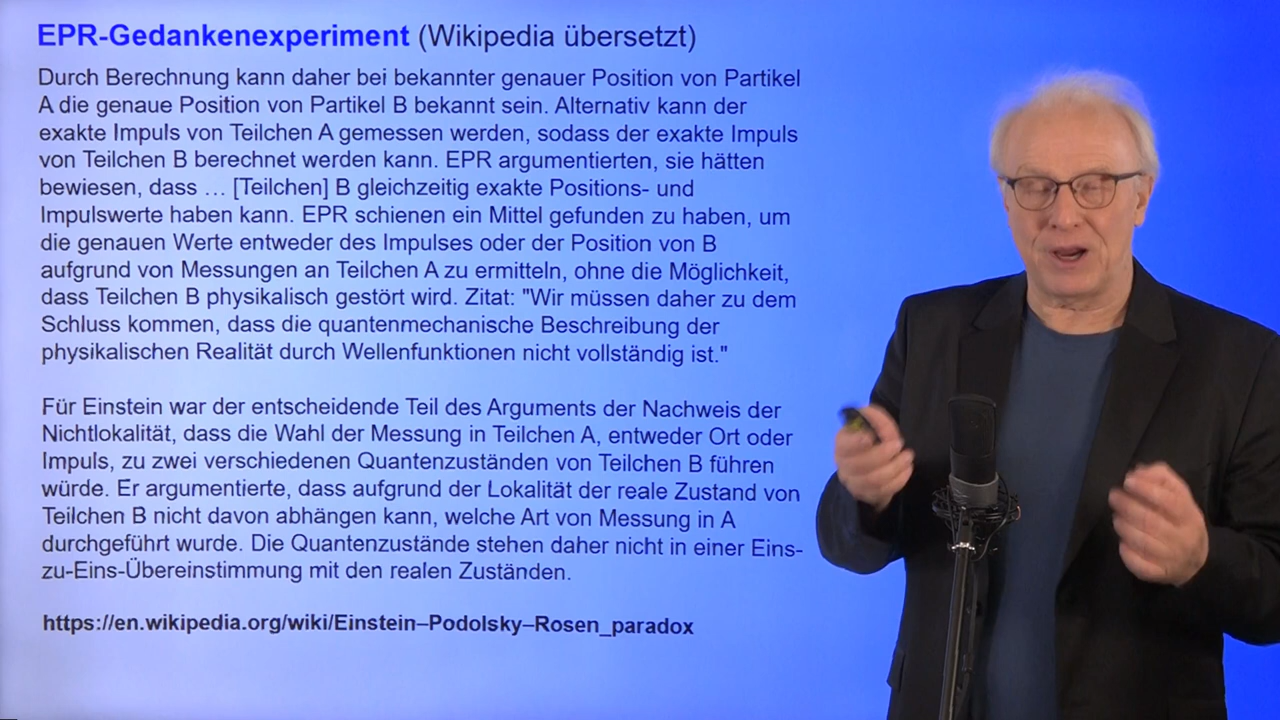 EPR-Gedankenexperiment (Wikipedia übersetzt)
Durch Berechnung kann daher bei bekannter genauer Position von Partikel
A die genaue Position von Partikel B bekannt sein. Alternativ kann der
exakte Impuls von Teilchen A gemessen werden, sodass der exakte Impuls
von Teilchen B berechnet werden kann. EPR argumentierten, sie hätten
bewiesen, dass … [Teilchen] B gleichzeitig exakte Positions- und
Impulswerte haben kann. EPR schienen ein Mittel gefunden zu haben, um
die genauen Werte entweder des Impulses oder der Position von B
aufgrund von Messungen an Teilchen A zu ermitteln, ohne die Möglichkeit,
dass Teilchen B physikalisch gestört wird. Zitat: "Wir müssen daher zu dem
Schluss kommen, dass die quantenmechanische Beschreibung der
physikalischen Realität durch Wellenfunktionen nicht vollständig ist."
Für Einstein war der entscheidende Teil des Arguments der Nachweis der
Nichtlokalität, dass die Wahl der Messung in Teilchen A, entweder Ort oder
Impuls, zu zwei verschiedenen Quantenzuständen von Teilchen B führen
würde. Er argumentierte, dass aufgrund der Lokalität der reale Zustand von
Teilchen B nicht davon abhängen kann, welche Art von Messung in A
durchgeführt wurde. Die Quantenzustände stehen daher nicht in einer Eins-
zu-Eins-Übereinstimmung mit den realen Zuständen.
https://en.wikipedia.org/wiki/Einstein–Podolsky–Rosen_paradox